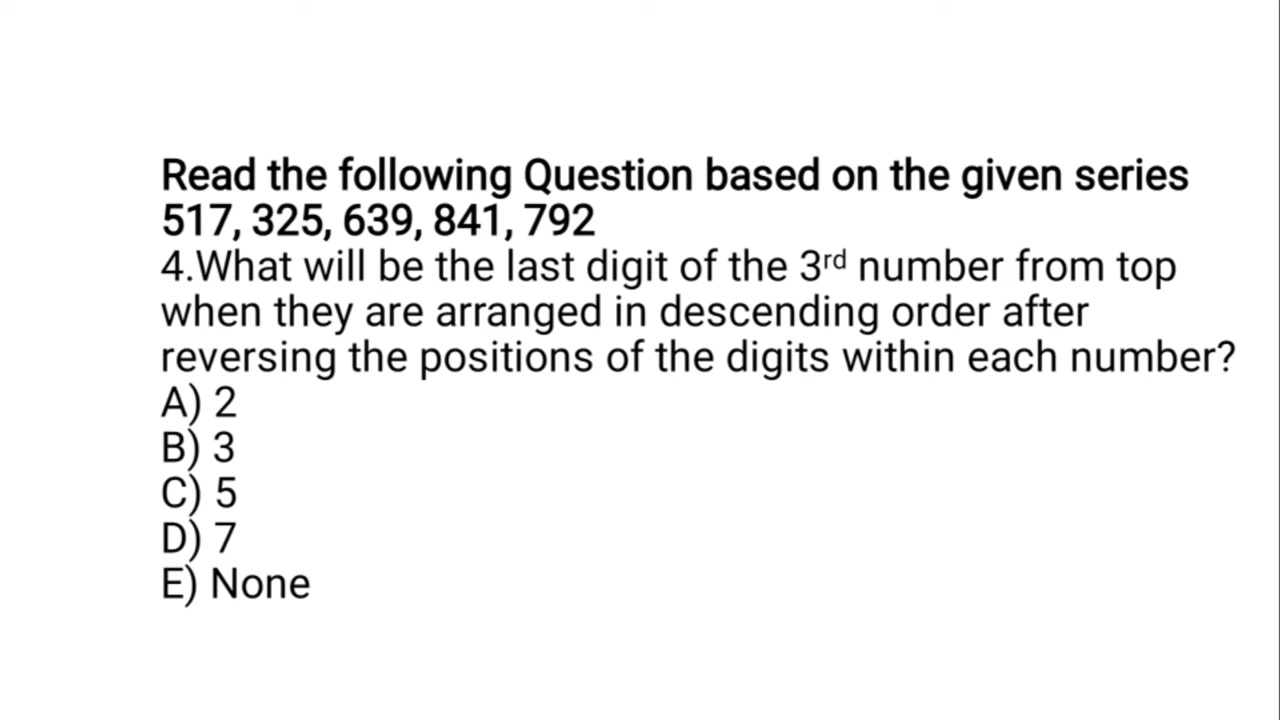 Read the following Question based on the given series
517, 325, 639, 841, 792
4.What will be the last digit of the 3rd number from top
when they are arranged in descending order after
reversing the positions of the digits within each number?
A) 2
B) 3
C) 5
D) 7
E) None